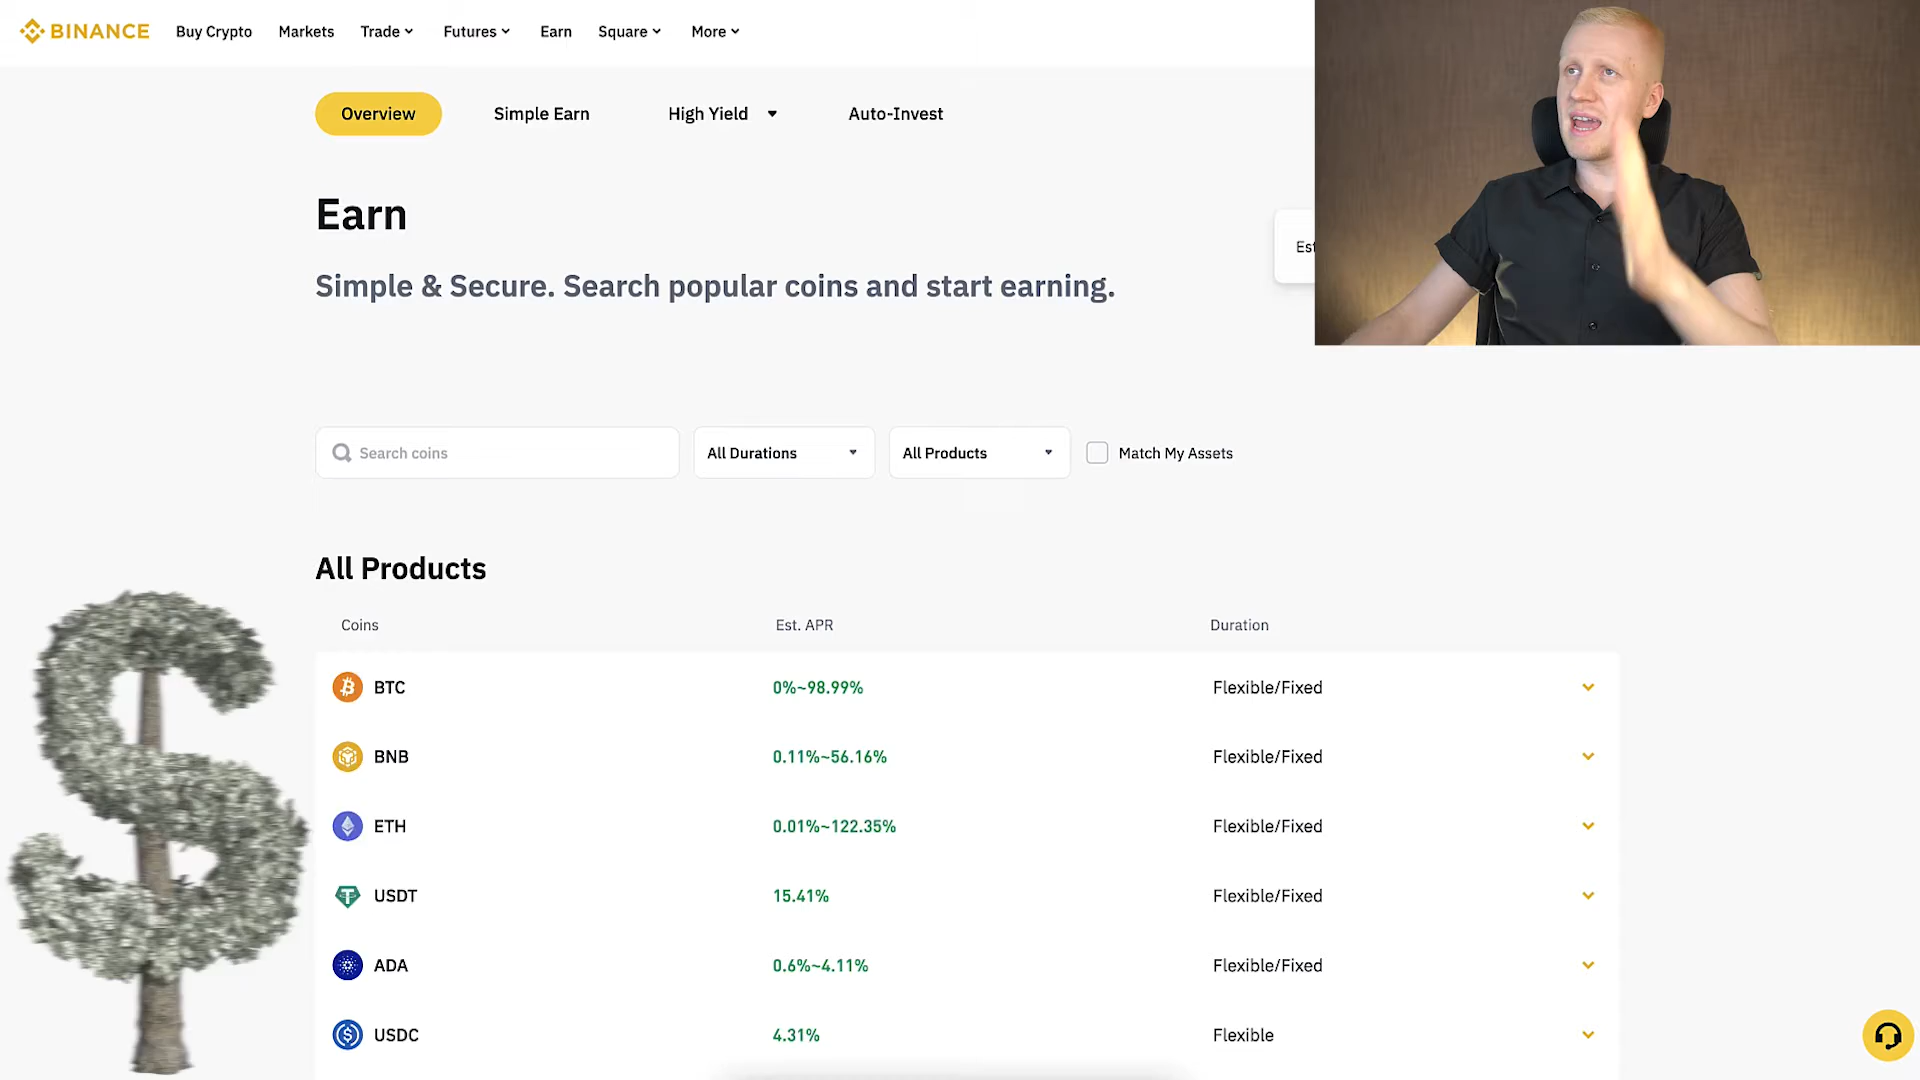 BINANCE Buy Crypto Markets Trade Futures Earn Square More
Overview Simple Earn High Yield Auto-Invest
Earn
Simple & Secure. Search popular coins and start earning.
Search coins All Durations All Products Match My Assets
All Products
Coins Est. APR Duration
BTC 0%~98.99% Flexible/Fixed
BNB 0.11%~56.16% Flexible/Fixed
ETH 0.01%~122.35% Flexible/Fixed
USDT 15.41% Flexible/Fixed
ADA 0.6%~4.11% Flexible/Fixed
USDC 4.31% Flexible